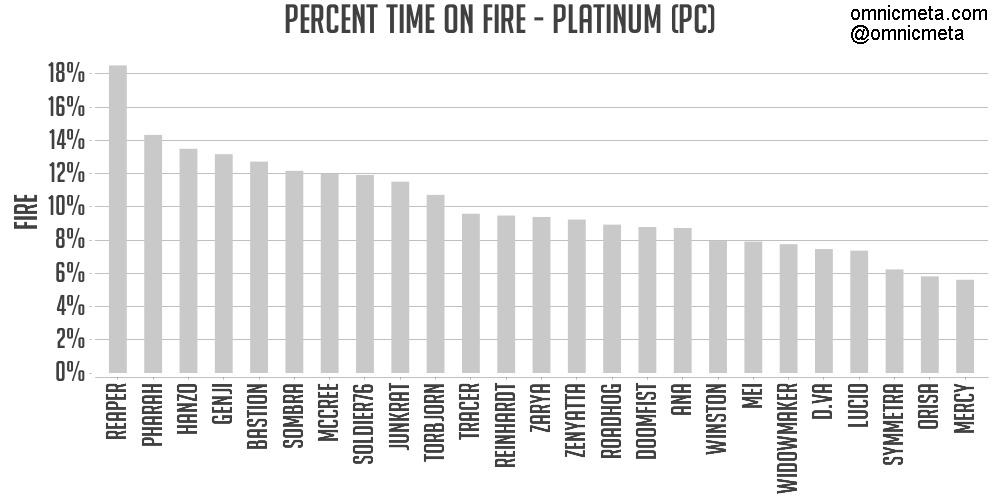 PERCENT TIME ON FIRE - PLATINUM (PC)
omnicmeta.com
@omnicmeta
FIRE
18%
16%
14%
12%
10%
8%
6%
4%
2%
0%
REAPER
PHARAH
HANZO
GENJI
BASTION
SOMBRA
MCCREE
SOLDIER76
JUNKRAT
TORBJORN
TRACER
REINHARDT
ZARYA
ZENYATTA
ROADHOG
DOOMFIST
ANA
WINSTON
MEI
WIDOWMAKER
D.VA
LUCIO
SYMMETRA
ORISA
MERCY